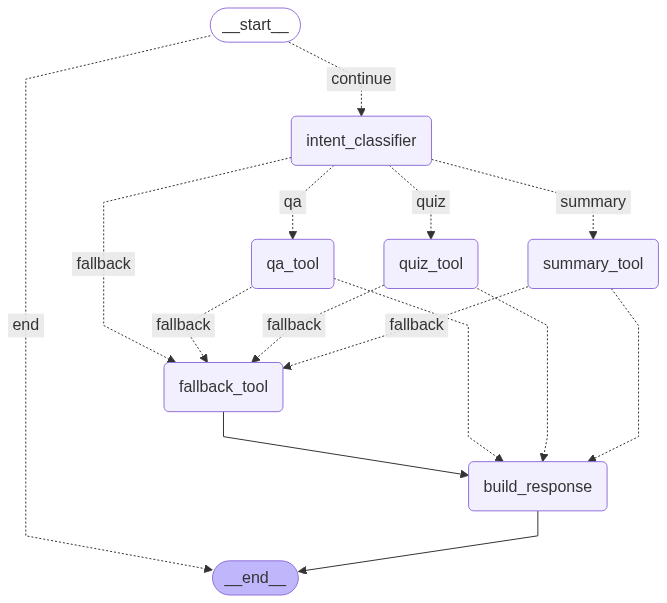 __start__
continue
intent_classifier
qa
quiz
summary
qa_tool
quiz_tool
summary_tool
fallback
end
fallback
fallback
fallback
fallback_tool
build_response
__end__